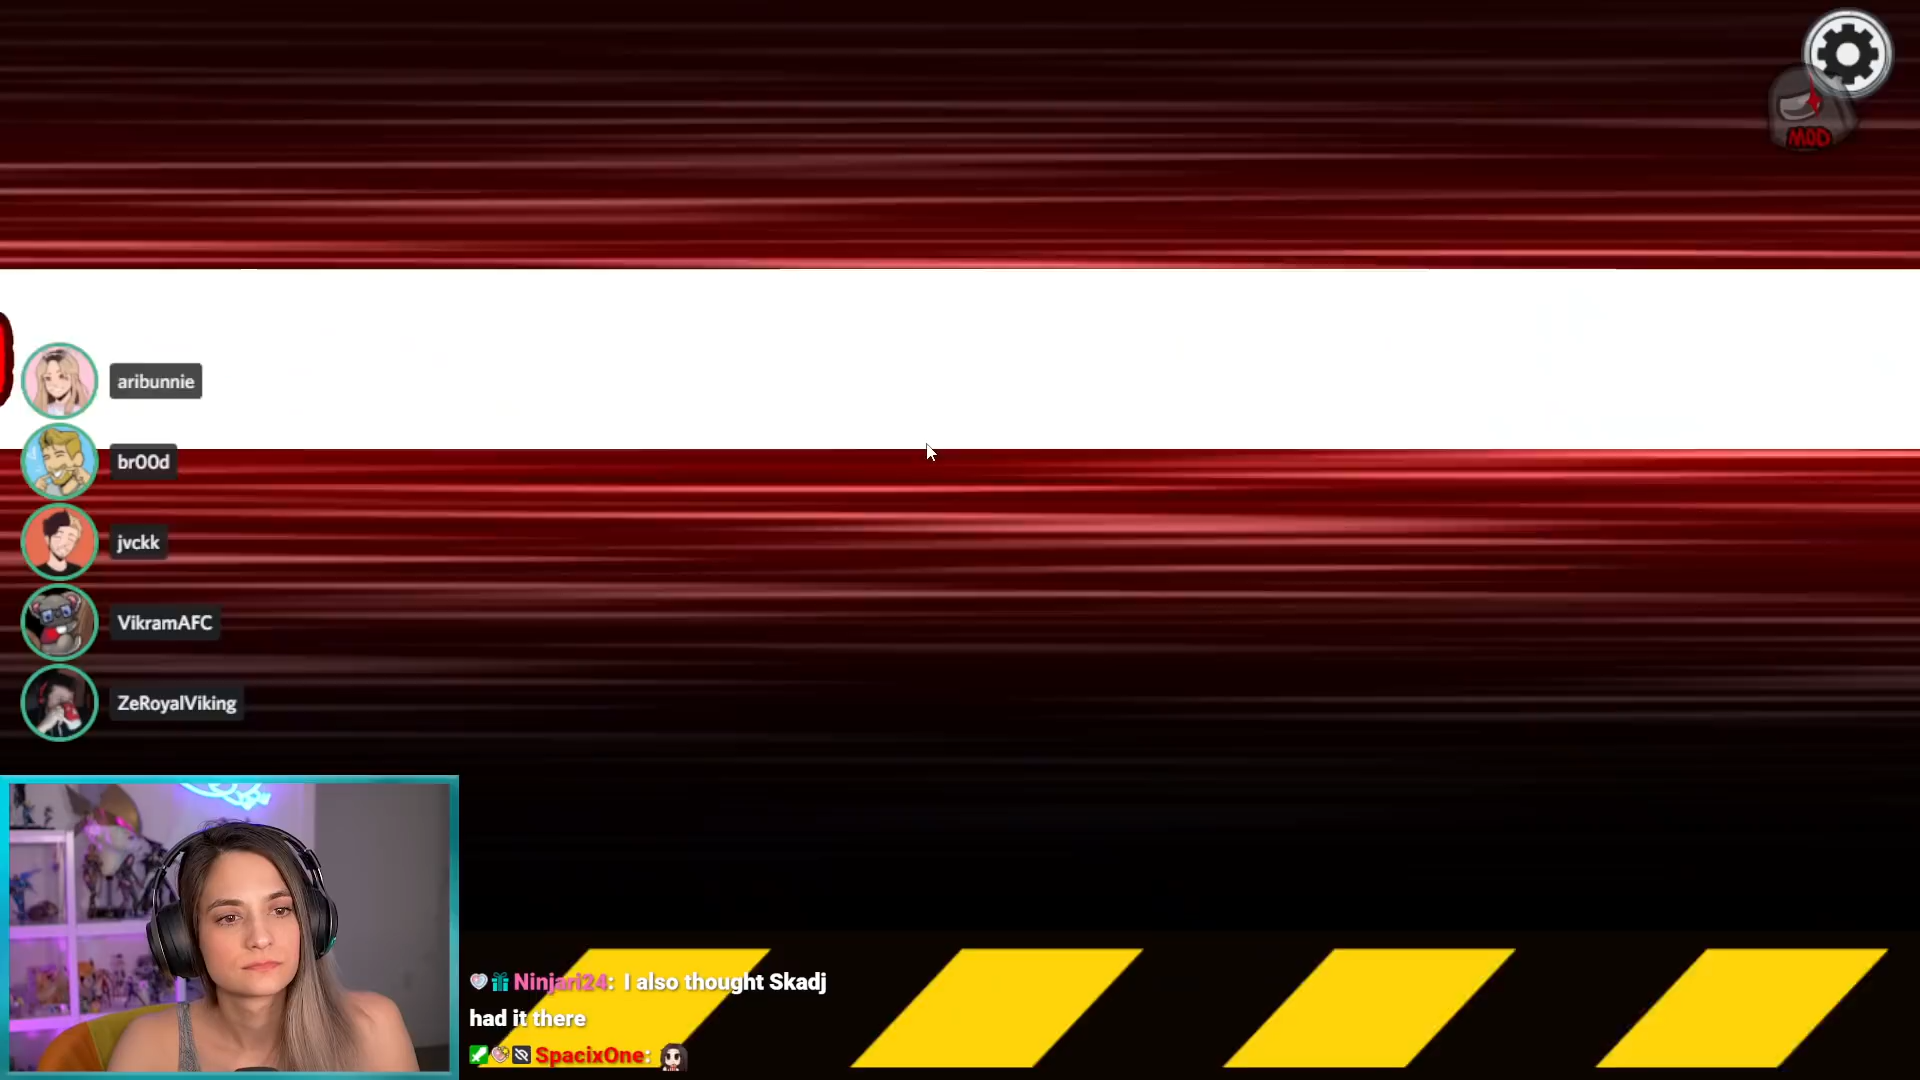 MOD
aribunnie
br00d
jvckk
VikramAFC
ZeRoyalViking
Ninjari24: I also thought Skadj
had it there
SpacixOne: